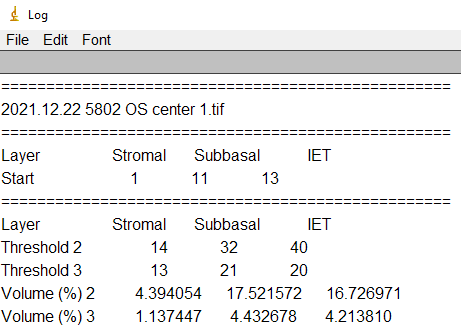 Log
File Edit Font
==================================================
2021.12.22 5802 OS center 1.tif
==================================================
Layer Stromal Subbasal IET
Start 1 11 13
==================================================
Layer Stromal Subbasal IET
Threshold 2 14 32 40
Threshold 3 13 21 20
Volume (%) 2 4.394054 17.521572 16.726971
Volume (%) 3 1.137447 4.432678 4.213810